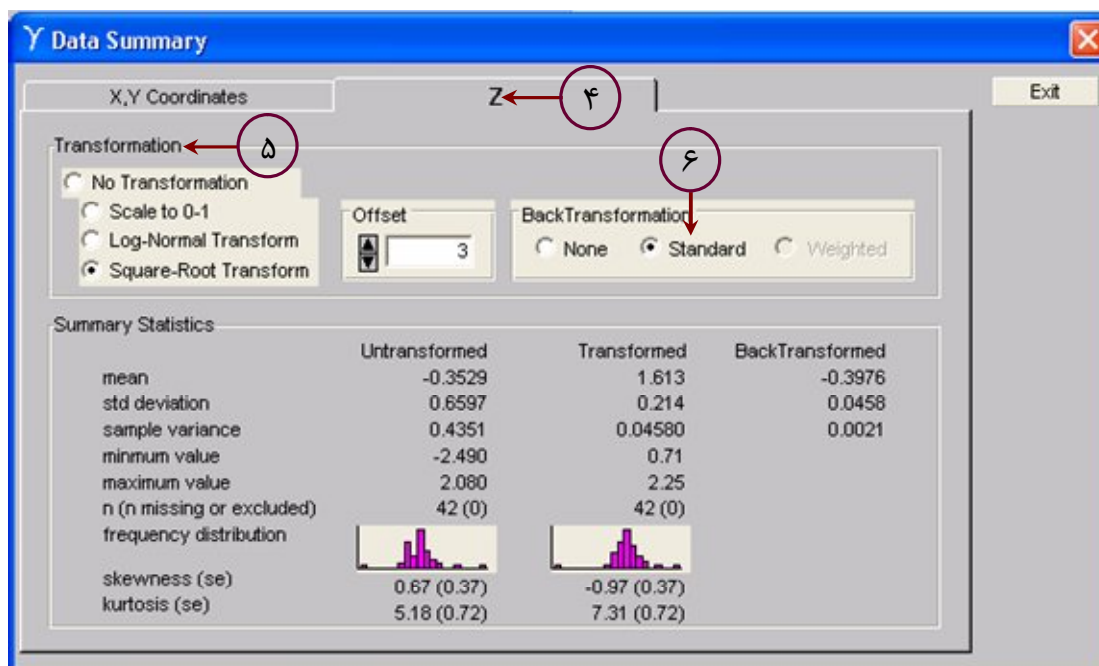 Data Summary
X,Y Coordinates Z ۴ Exit
Transformation ۵ ۶
No Transformation
Scale to 0-1
Log-Normal Transform
Square-Root Transform
Offset
3
BackTransformation
None Standard Weighted
Summary Statistics
Untransformed Transformed BackTransformed
mean -0.3529 1.613 -0.3976
std deviation 0.6597 0.214 0.0458
sample variance 0.4351 0.04580 0.0021
minmum value -2.490 0.71
maximum value 2.080 2.25
n (n missing or excluded) 42 (0) 42 (0)
frequency distribution
skewness (se) 0.67 (0.37) -0.97 (0.37)
kurtosis (se) 5.18 (0.72) 7.31 (0.72)